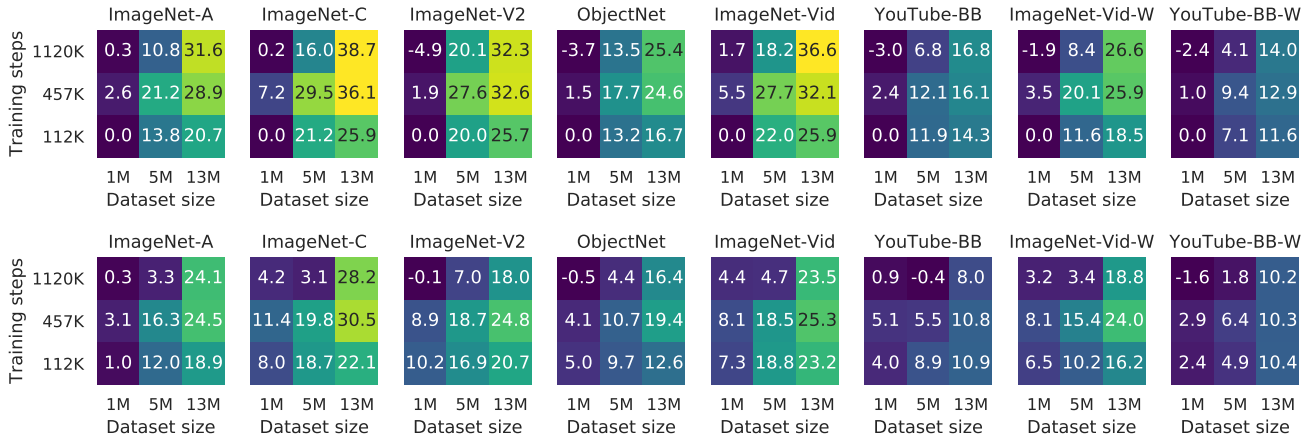 ImageNet-A ImageNet-C ImageNet-V2 ObjectNet ImageNet-Vid YouTube-BB ImageNet-Vid-W YouTube-BB-W
Training steps
1120K 0.3 10.8 31.6 0.2 16.0 38.7 -4.9 20.1 32.3 -3.7 13.5 25.4 1.7 18.2 36.6 -3.0 6.8 16.8 -1.9 8.4 26.6 -2.4 4.1 14.0
457K 2.6 21.2 28.9 7.2 29.5 36.1 1.9 27.6 32.6 1.5 17.7 24.6 5.5 27.7 32.1 2.4 12.1 16.1 3.5 20.1 25.9 1.0 9.4 12.9
112K 0.0 13.8 20.7 0.0 21.2 25.9 0.0 20.0 25.7 0.0 13.2 16.7 0.0 22.0 25.9 0.0 11.9 14.3 0.0 11.6 18.5 0.0 7.1 11.6
1M 5M 13M 1M 5M 13M 1M 5M 13M 1M 5M 13M 1M 5M 13M 1M 5M 13M 1M 5M 13M 1M 5M 13M
Dataset size Dataset size Dataset size Dataset size Dataset size Dataset size Dataset size Dataset size
ImageNet-A ImageNet-C ImageNet-V2 ObjectNet ImageNet-Vid YouTube-BB ImageNet-Vid-W YouTube-BB-W
Training steps
1120K 0.3 3.3 24.1 4.2 3.1 28.2 -0.1 7.0 18.0 -0.5 4.4 16.4 4.4 4.7 23.5 0.9 -0.4 8.0 3.2 3.4 18.8 -1.6 1.8 10.2
457K 3.1 16.3 24.5 11.4 19.8 30.5 8.9 18.7 24.8 4.1 10.7 19.4 8.1 18.5 25.3 5.1 5.5 10.8 8.1 15.4 24.0 2.9 6.4 10.3
112K 1.0 12.0 18.9 8.0 18.7 22.1 10.2 16.9 20.7 5.0 9.7 12.6 7.3 18.8 23.2 4.0 8.9 10.9 6.5 10.2 16.2 2.4 4.9 10.4
1M 5M 13M 1M 5M 13M 1M 5M 13M 1M 5M 13M 1M 5M 13M 1M 5M 13M 1M 5M 13M 1M 5M 13M
Dataset size Dataset size Dataset size Dataset size Dataset size Dataset size Dataset size Dataset size